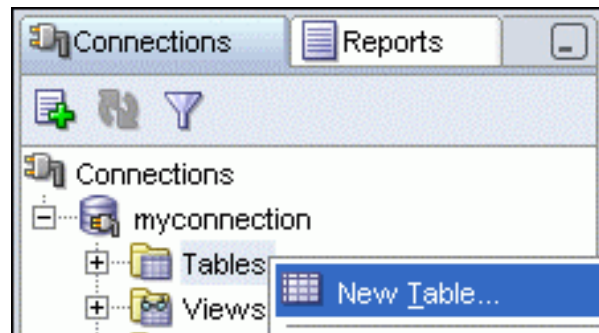 Connections Reports
Connections
myconnection
Tables
New Table...
Views